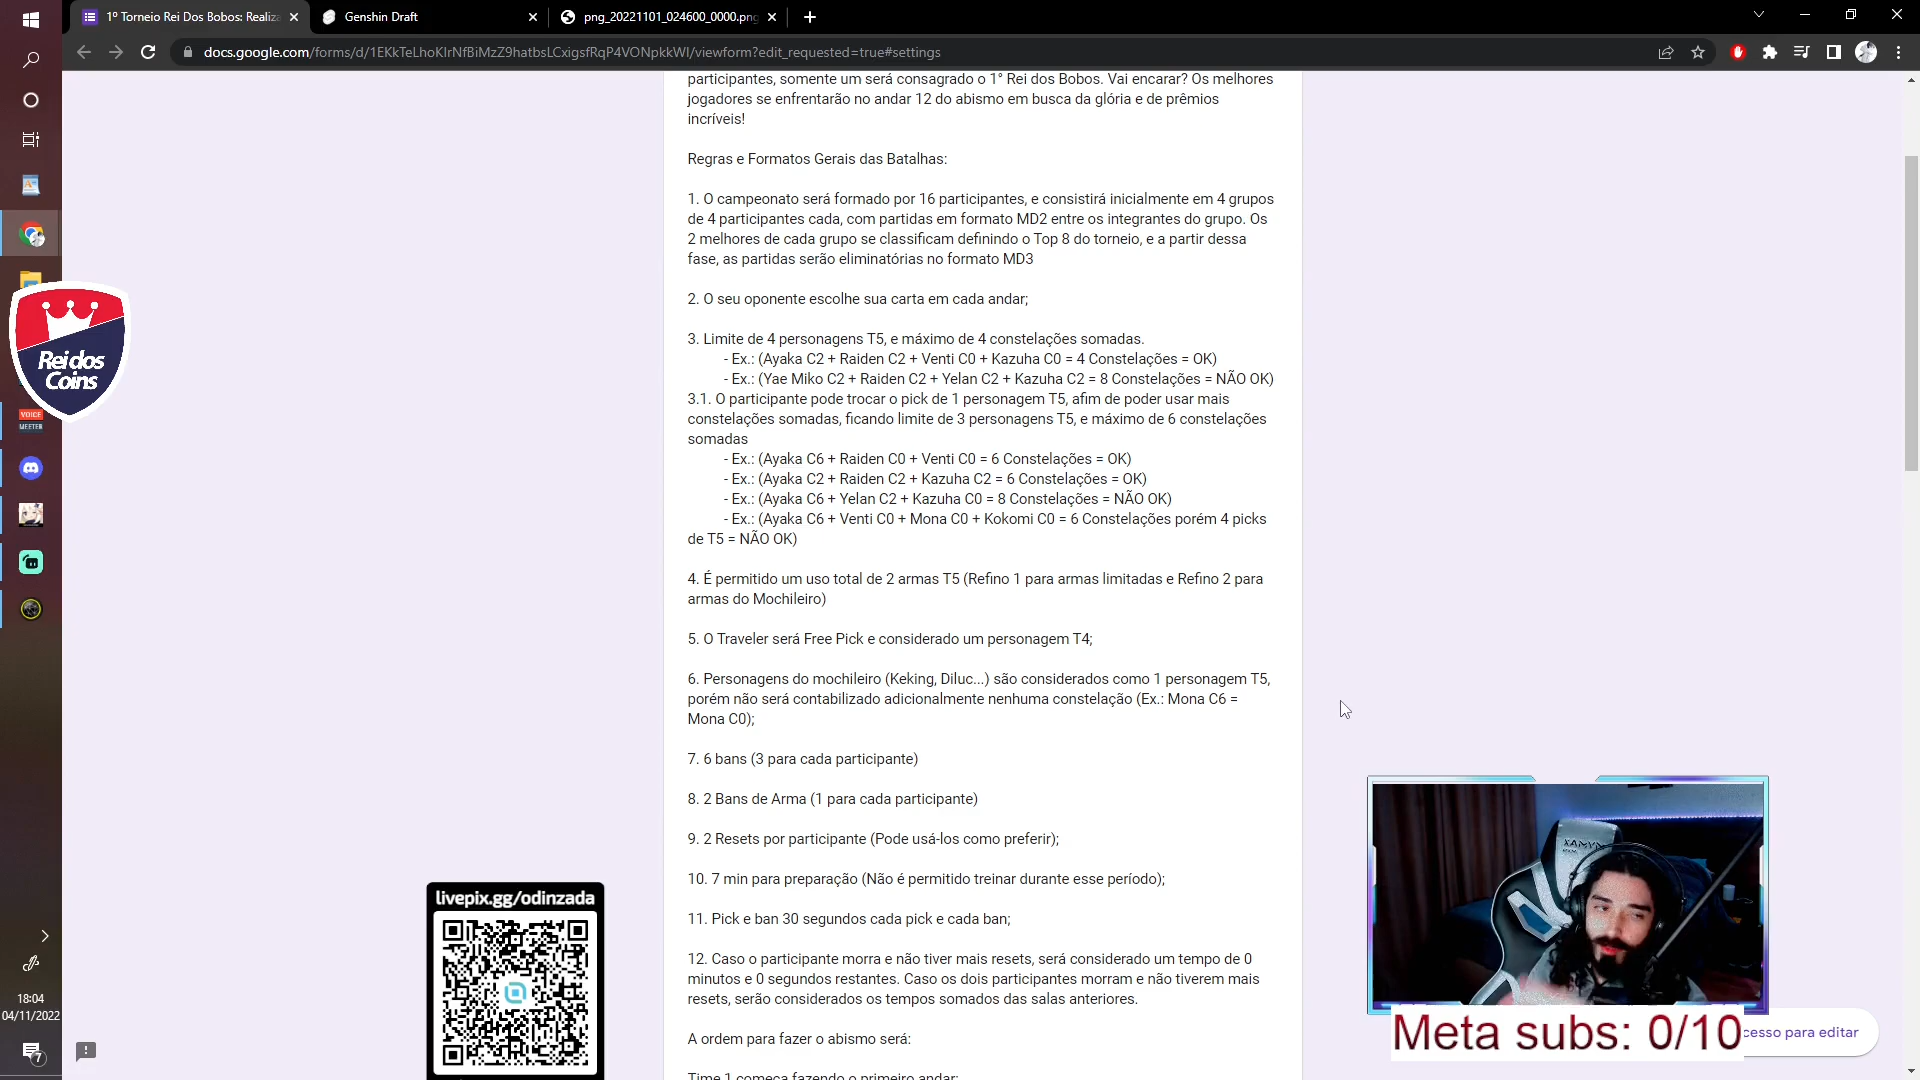 1º Torneio Rei Dos Bobos: Realiza
Genshin Draft
png_20221101_024600_0000.png
docs.google.com/forms/d/1EKkTeLhoKIrNfBiMzZ9hatbsLCxigsfRqP4VONpkkWI/viewform?edit_requested=true#settings
participantes, somente um será consagrado o 1° Rei dos Bobos. Vai encarar? Os melhores
jogadores se enfrentarão no andar 12 do abismo em busca da glória e de prêmios
incríveis!
Regras e Formatos Gerais das Batalhas:
1. O campeonato será formado por 16 participantes, e consistirá inicialmente em 4 grupos
de 4 participantes cada, com partidas em formato MD2 entre os integrantes do grupo. Os
2 melhores de cada grupo se classificam definindo o Top 8 do torneio, e a partir dessa
fase, as partidas serão eliminatórias no formato MD3
2. O seu oponente escolhe sua carta em cada andar;
3. Limite de 4 personagens T5, e máximo de 4 constelações somadas.
- Ex.: (Ayaka C2 + Raiden C2 + Venti C0 + Kazuha C0 = 4 Constelações = OK)
- Ex.: (Yae Miko C2 + Raiden C2 + Yelan C2 + Kazuha C2 = 8 Constelações = NÃO OK)
3.1. O participante pode trocar o pick de 1 personagem T5, afim de poder usar mais
constelações somadas, ficando limite de 3 personagens T5, e máximo de 6 constelações
somadas
- Ex.: (Ayaka C6 + Raiden C0 + Venti C0 = 6 Constelações = OK)
- Ex.: (Ayaka C2 + Raiden C2 + Kazuha C2 = 6 Constelações = OK)
- Ex.: (Ayaka C6 + Yelan C2 + Kazuha C0 = 8 Constelações = NÃO OK)
- Ex.: (Ayaka C6 + Venti C0 + Mona C0 + Kokomi C0 = 6 Constelações porém 4 picks
de T5 = NÃO OK)
4. É permitido um uso total de 2 armas T5 (Refino 1 para armas limitadas e Refino 2 para
armas do Mochileiro)
5. O Traveler será Free Pick e considerado um personagem T4;
6. Personagens do mochileiro (Keking, Diluc...) são considerados como 1 personagem T5,
porém não será contabilizado adicionalmente nenhuma constelação (Ex.: Mona C6 =
Mona C0);
7. 6 bans (3 para cada participante)
8. 2 Bans de Arma (1 para cada participante)
9. 2 Resets por participante (Pode usá-los como preferir);
10. 7 min para preparação (Não é permitido treinar durante esse período);
11. Pick e ban 30 segundos cada pick e cada ban;
12. Caso o participante morra e não tiver mais resets, será considerado um tempo de 0
minutos e 0 segundos restantes. Caso os dois participantes morram e não tiverem mais
resets, serão considerados os tempos somados das salas anteriores.
A ordem para fazer o abismo será:
Time 1 começa fazendo o primeiro andar;
Rei dos
Coins
VOICE
MEETER
18:04
04/11/2022
7
livepix.gg/odinzada
XAMVN
Meta subs: 0/10
cesso para editar